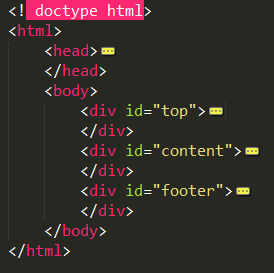 <! doctype html>
<html>
<head>
</head>
<body>
<div id="top">
</div>
<div id="content">
</div>
<div id="footer">
</div>
</body>
</html>